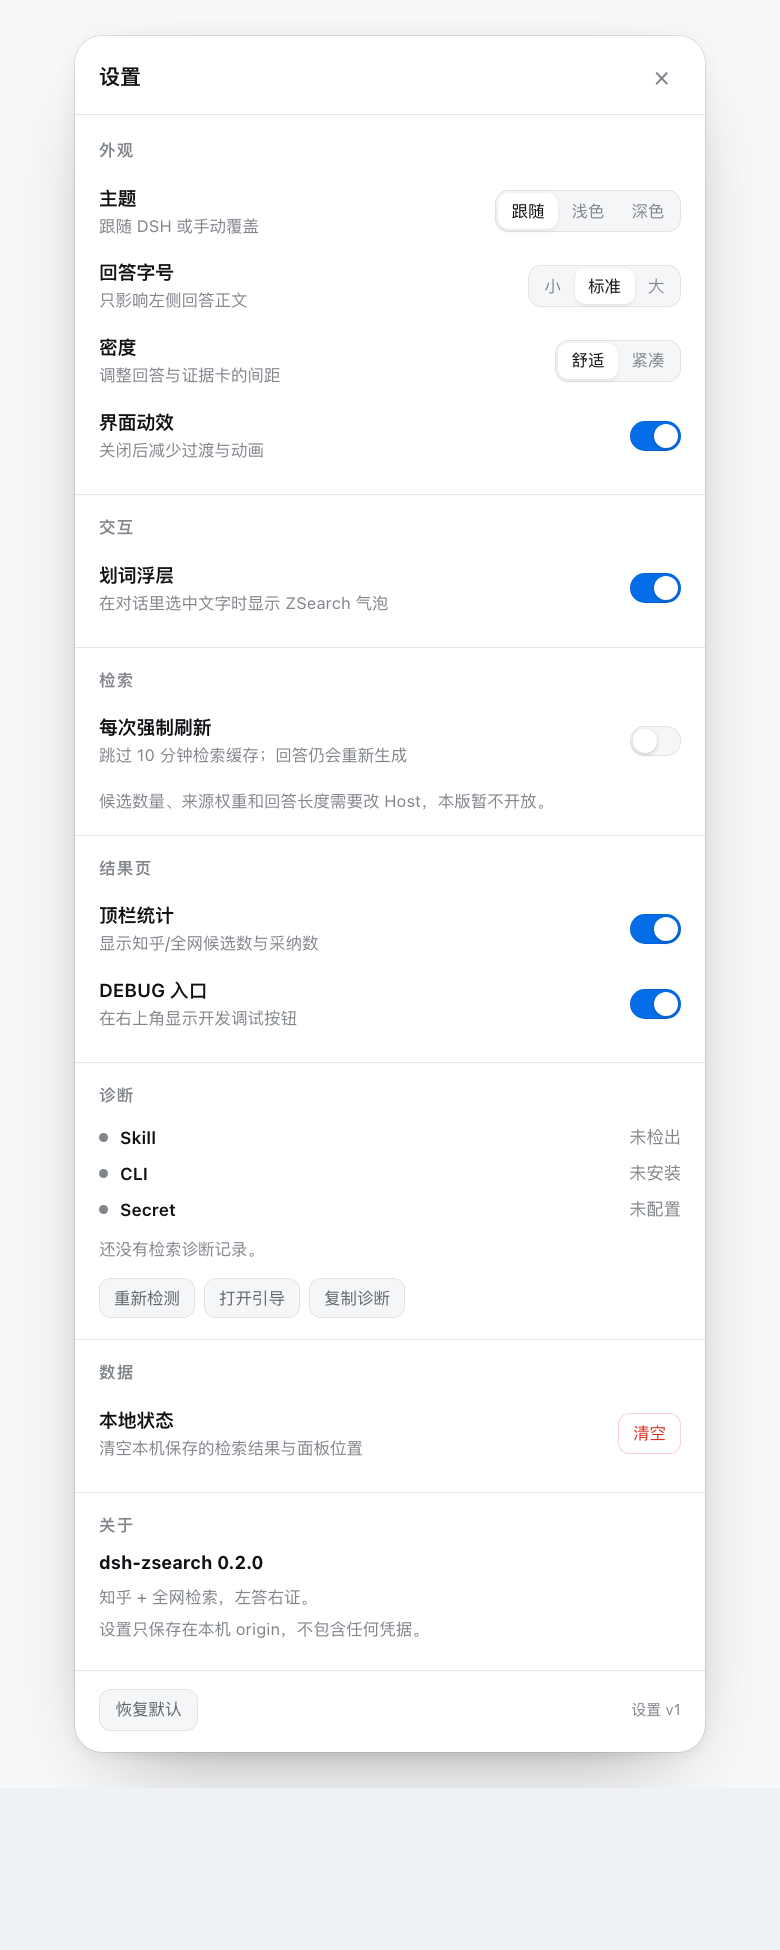 设置
×
外观
主题
跟随 浅色 深色
跟随 DSH 或手动覆盖
回答字号
小 标准 大
只影响左侧回答正文
密度
舒适 紧凑
调整回答与证据卡的间距
界面动效
关闭后减少过渡与动画
交互
划词浮层
在对话里选中文字时显示 ZSearch 气泡
检索
每次强制刷新
跳过 10 分钟检索缓存；回答仍会重新生成
候选数量、来源权重和回答长度需要改 Host，本版暂不开放。
结果页
顶栏统计
显示知乎/全网候选数与采纳数
DEBUG 入口
在右上角显示开发调试按钮
诊断
Skill 未检出
CLI 未安装
Secret 未配置
还没有检索诊断记录。
重新检测 打开引导 复制诊断
数据
本地状态
清空
清空本机保存的检索结果与面板位置
关于
dsh-zsearch 0.2.0
知乎 + 全网检索，左答右证。
设置只保存在本机 origin，不包含任何凭据。
恢复默认 设置 v1